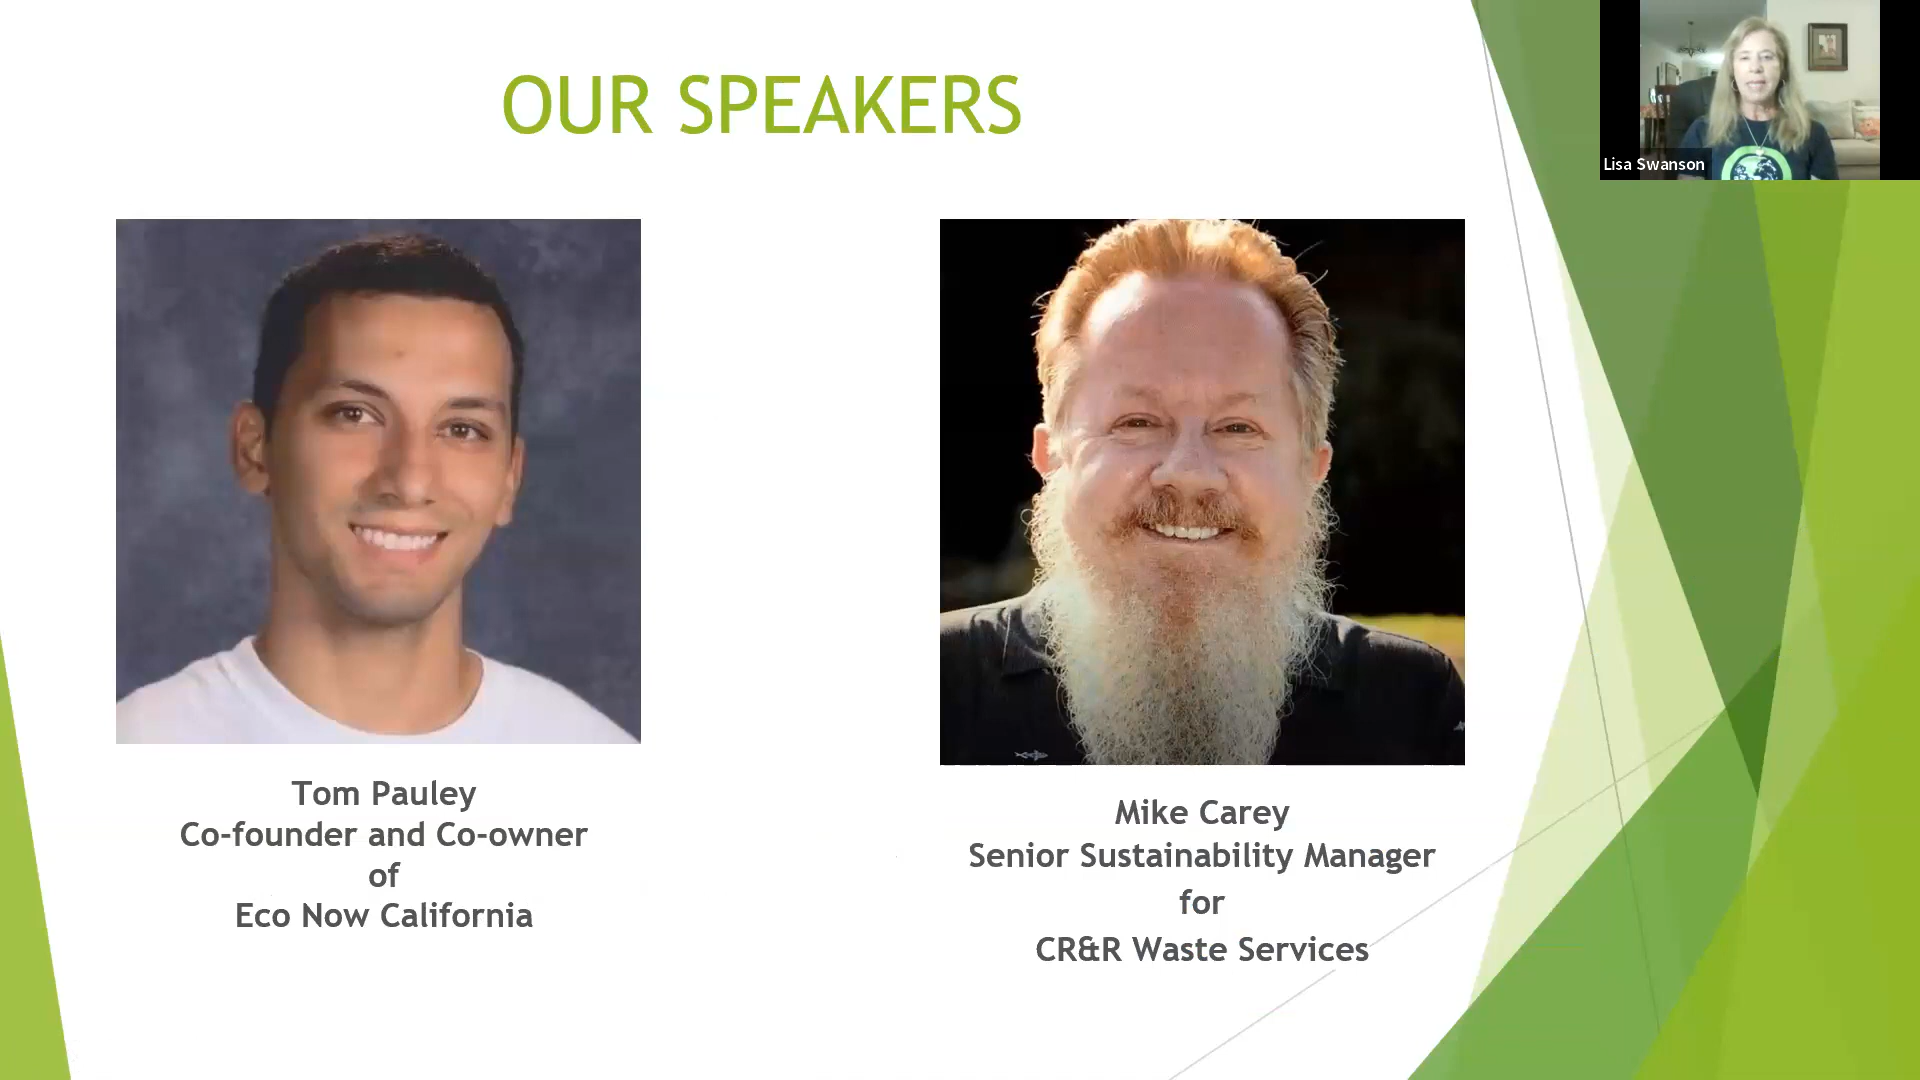 OUR SPEAKERS
Lisa Swanson
Tom Pauley
Co-founder and Co-owner
of
Eco Now California
Mike Carey
Senior Sustainability Manager
for
CR&R Waste Services